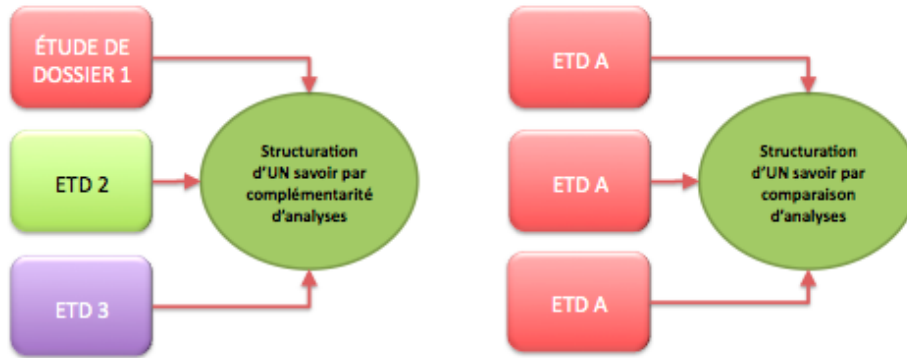 ÉTUDE DE
DOSSIER 1
ETD 2
ETD 3
Structuration
d'UN savoir par
complémentarité
d'analyses
ETD A
ETD A
ETD A
Structuration
d'UN savoir par
comparaison
d'analyses